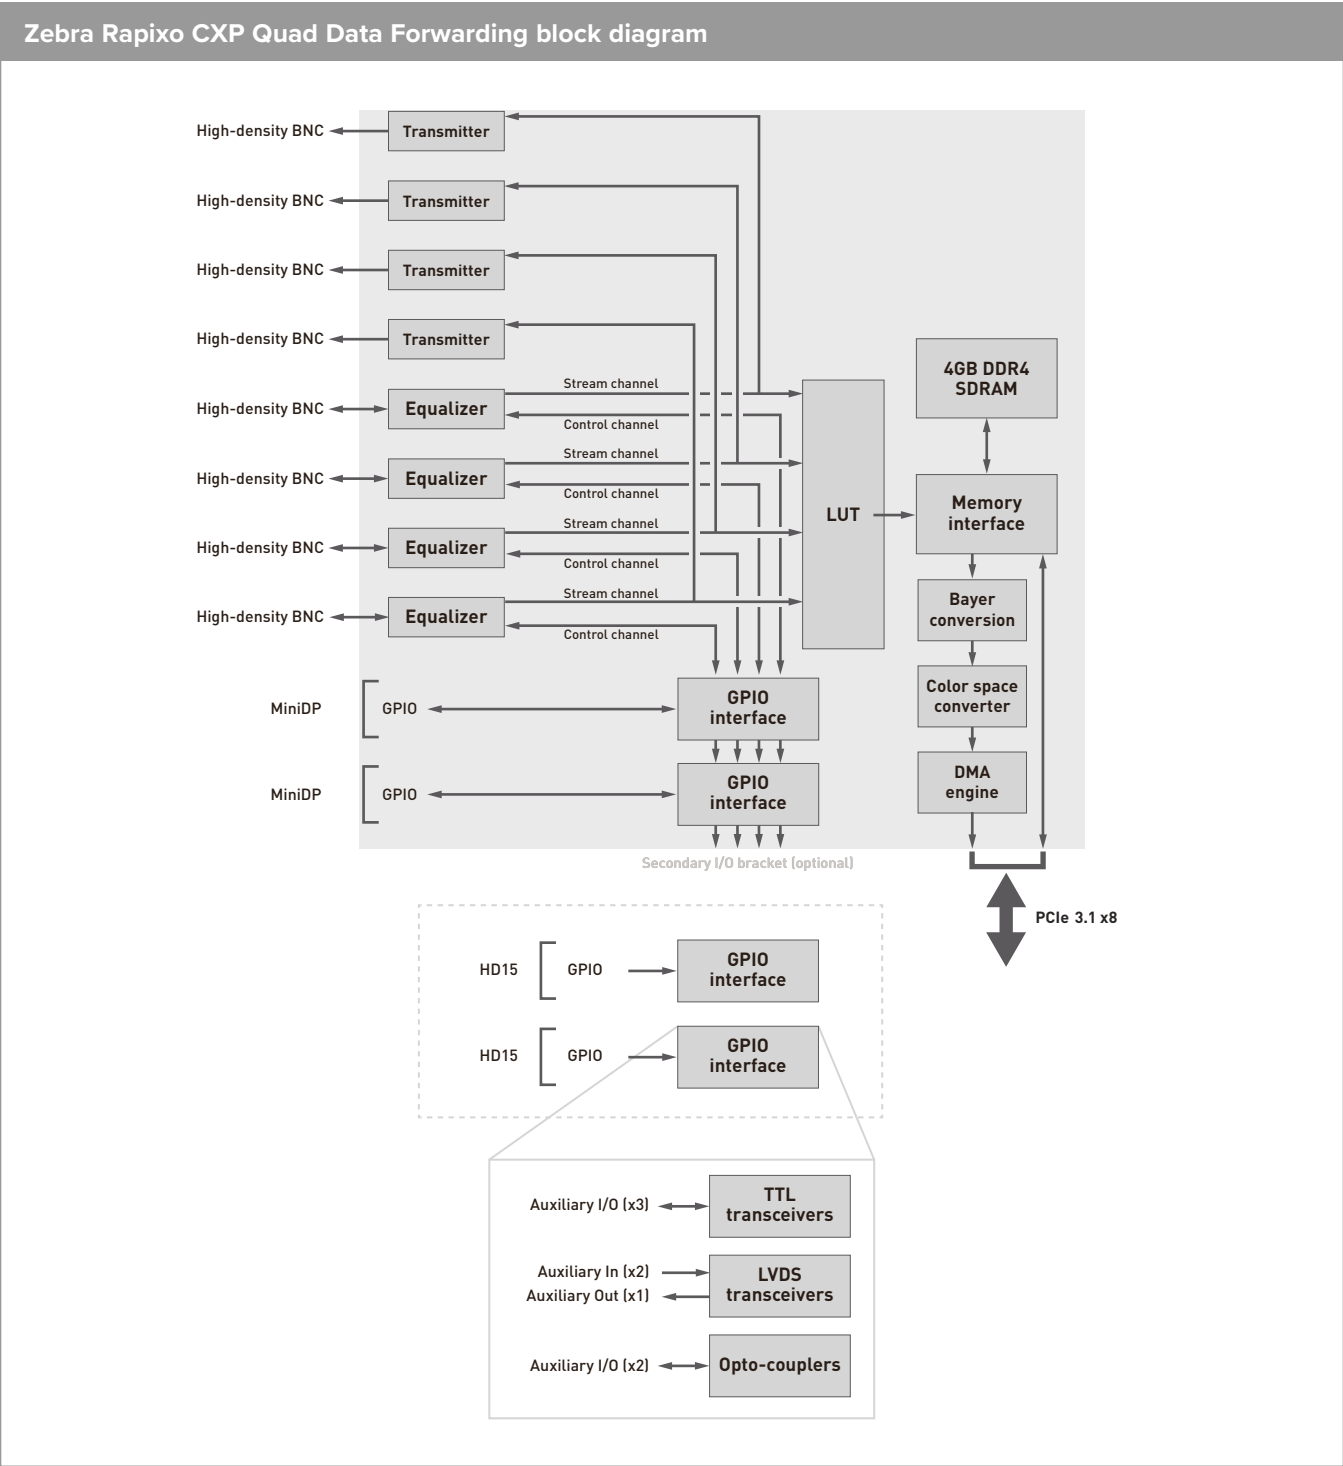 Zebra Rapixo CXP Quad Data Forwarding block diagram
High-density BNC
Transmitter
High-density BNC
Transmitter
High-density BNC
Transmitter
High-density BNC
Transmitter
High-density BNC
Equalizer
Stream channel
Control channel
High-density BNC
Equalizer
Stream channel
Control channel
High-density BNC
Equalizer
Stream channel
Control channel
High-density BNC
Equalizer
Stream channel
Control channel
LUT
4GB DDR4
SDRAM
Memory
interface
Bayer
conversion
Color space
converter
DMA
engine
MiniDP
GPIO
GPIO
interface
MiniDP
GPIO
GPIO
interface
Secondary I/O bracket (optional)
PCIe 3.1 x8
HD15
GPIO
GPIO
interface
HD15
GPIO
GPIO
interface
Auxiliary I/O (x3)
TTL
transceivers
Auxiliary In (x2)
Auxiliary Out (x1)
LVDS
transceivers
Auxiliary I/O (x2)
Opto-couplers